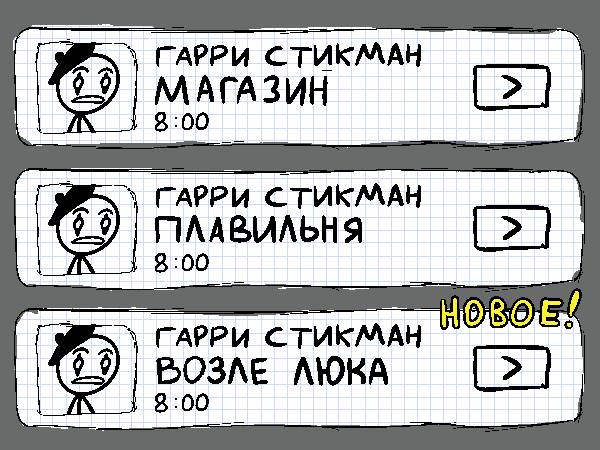 ГАРРИ СТИКМАН
МАГАЗИН
8:00
>
ГАРРИ СТИКМАН
ПЛАВИЛЬНЯ
8:00
>
НОВОЕ!
ГАРРИ СТИКМАН
ВОЗЛЕ ЛЮКА
8:00
>